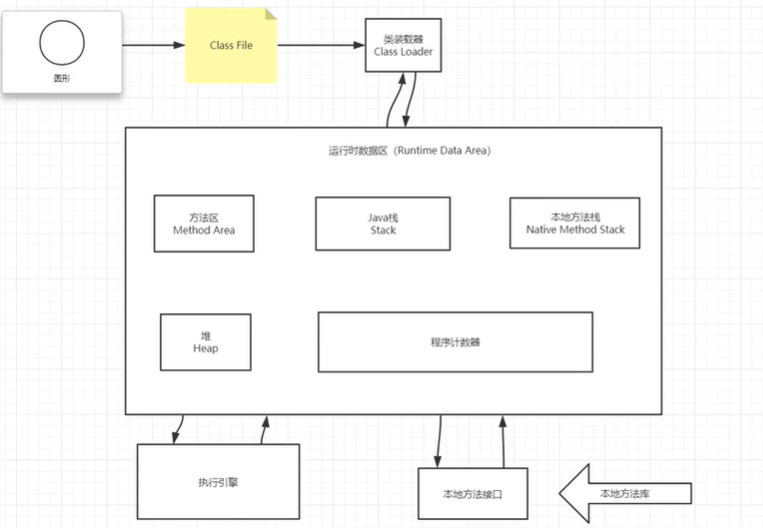 圆形
Class File
类装载器
Class Loader
运行时数据区（Runtime Data Area）
方法区
Method Area
Java栈
Stack
本地方法栈
Native Method Stack
堆
Heap
程序计数器
执行引擎
本地方法接口
本地方法库